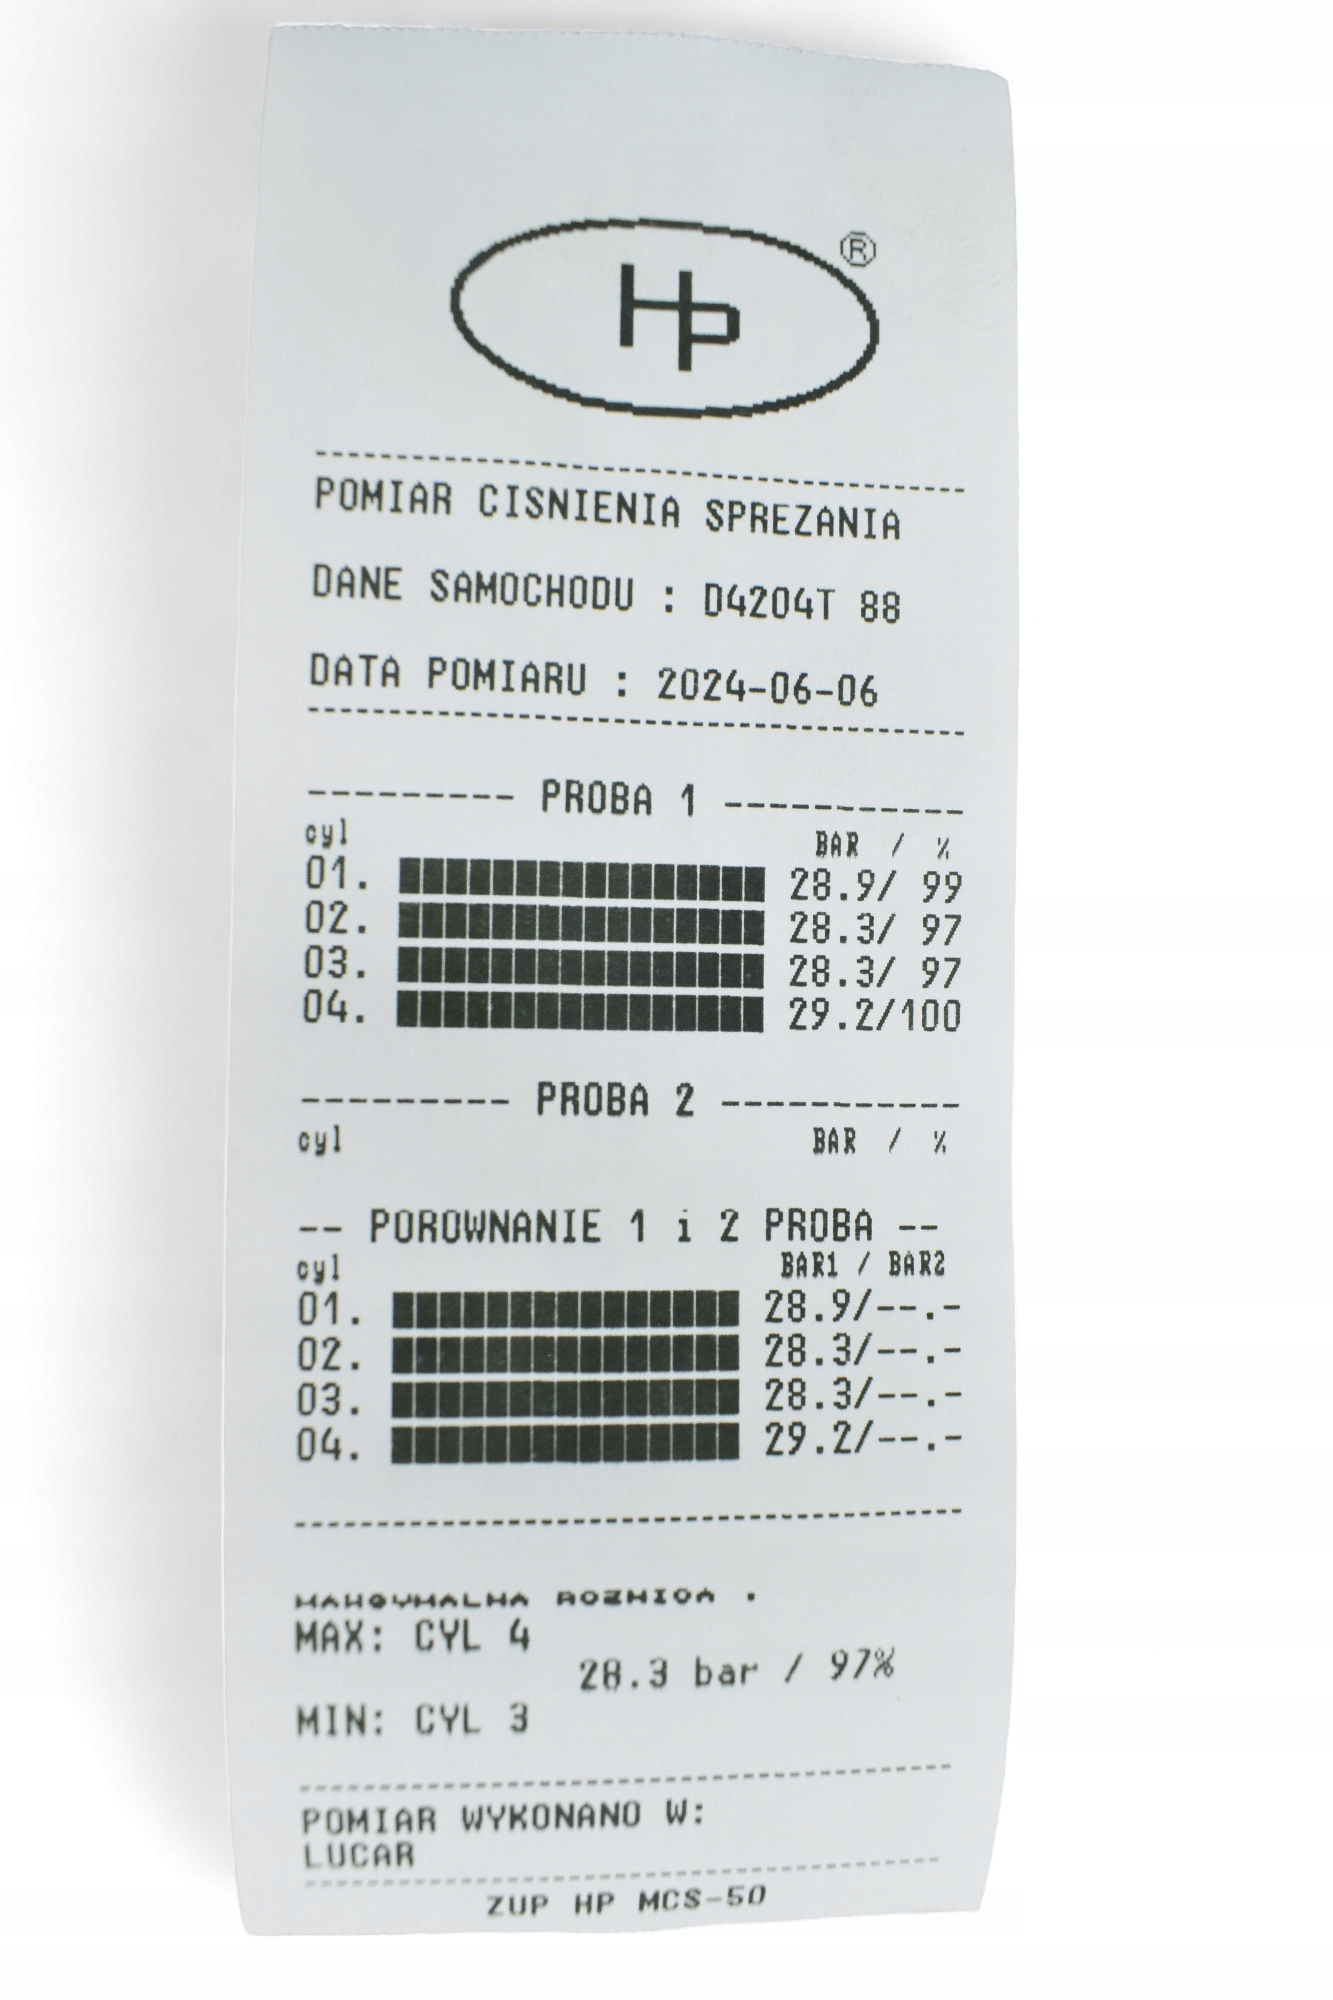 HP ®
POMIAR CISNIENIA SPREZANIA
DANE SAMOCHODU : D4204T 88
DATA POMIARU : 2024-06-06
--------- PROBA 1 -----------
cyl BAR / %
01. 28.9/ 99
02. 28.3/ 97
03. 28.3/ 97
04. 29.2/100
--------- PROBA 2 -----------
cyl BAR / %
-- POROWNANIE 1 i 2 PROBA --
cyl BAR1 / BAR2
01. 28.9/--.-
02. 28.3/--.-
03. 28.3/--.-
04. 29.2/--.-
MAX: CYL 4
28.3 bar / 97%
MIN: CYL 3
POMIAR WYKONANO W:
LUCAR
ZUP HP MCS-50